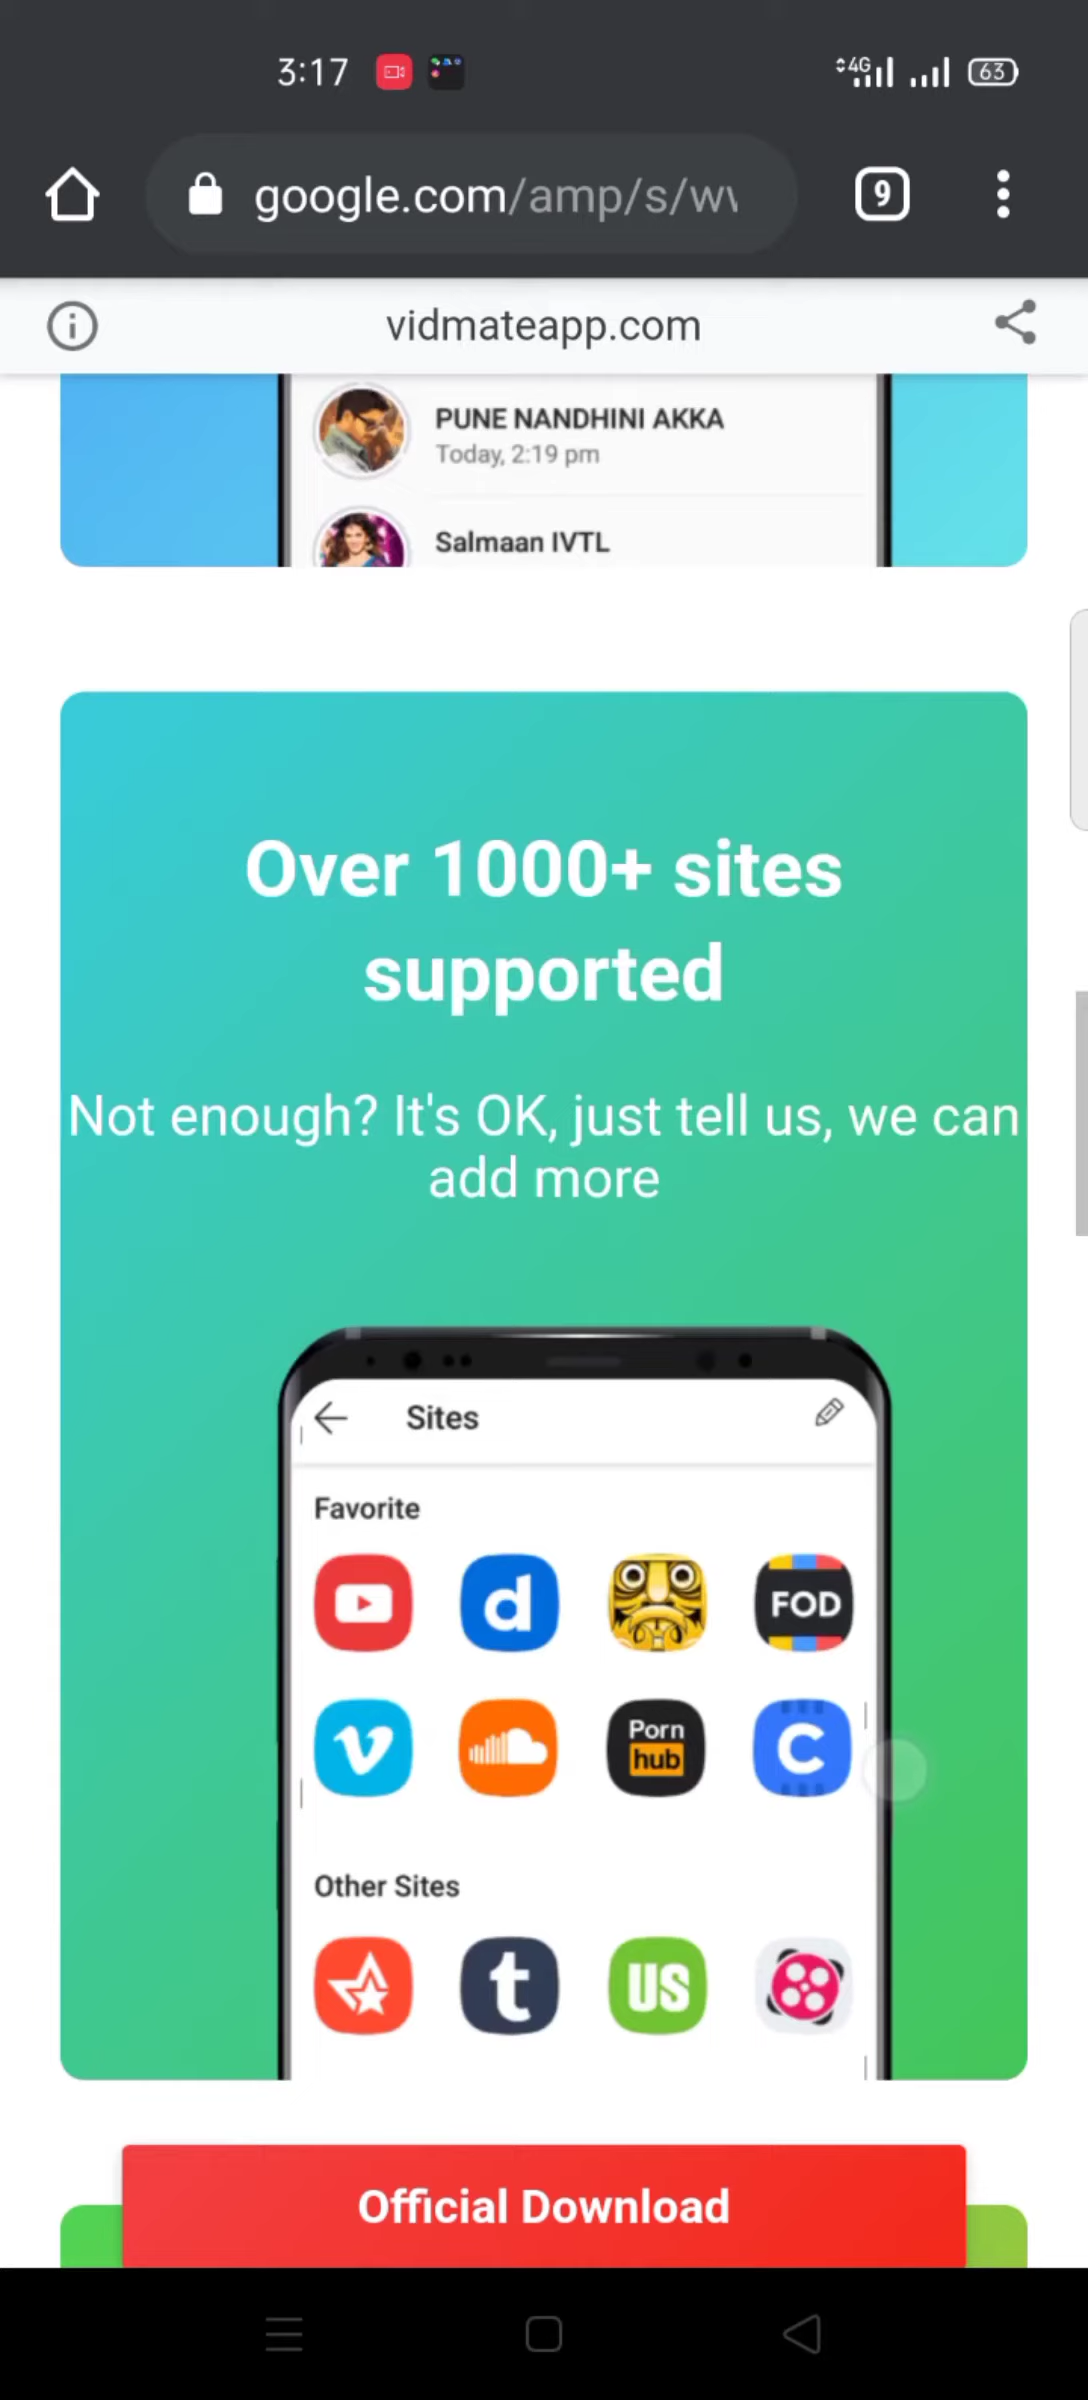 3:17
4G
63
google.com/amp/s/w
9
vidmateapp.com
PUNE NANDHINI AKKA
Today, 2:19 pm
Salmaan IVTL
Over 1000+ sites
supported
Not enough? It's OK, just tell us, we can
add more
Sites
Favorite
d
FOD
Porn
hub
C
Other Sites
t
US
Official Download